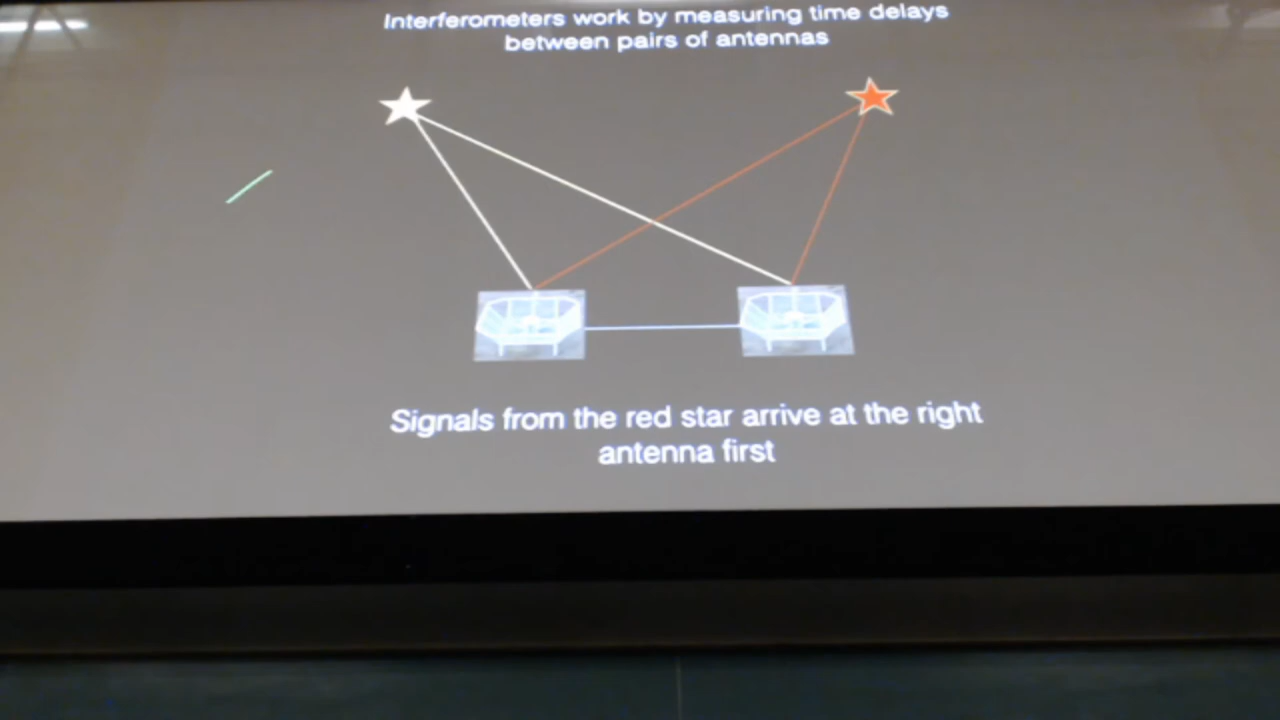 Interferometers work by measuring time delays
between pairs of antennas
Signals from the red star arrive at the right
antenna first